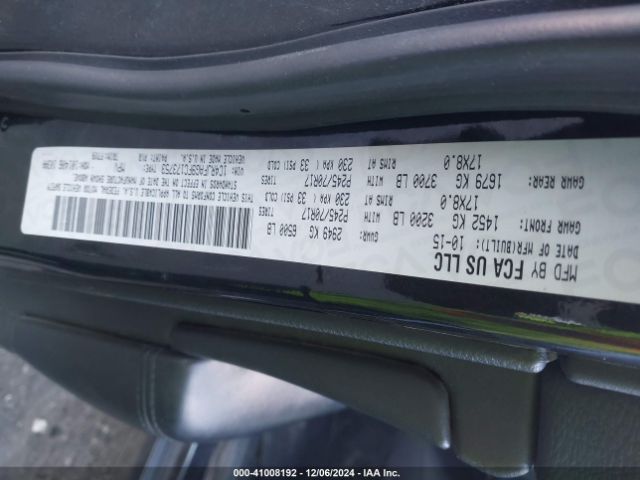 MFD BY FCA US LLC
DATE OF MFR(BUILT): 10-15
GVWR: 2949 KG 6500 LB
GAWR FRONT: 1452 KG 3200 LB WITH P245/70R17 TIRES
17X8.0 RIMS AT 230 KPA ( 33 PSI) COLD
GAWR REAR: 1679 KG 3700 LB WITH P245/70R17 TIRES
17X8.0 RIMS AT 230 KPA ( 33 PSI) COLD
THIS VEHICLE CONFORMS TO ALL APPLICABLE U.S.A. FEDERAL MOTOR VEHICLE SAFETY
STANDARDS IN EFFECT ON THE DATE OF MANUFACTURE SHOWN ABOVE.
TYPE: MPV
VEHICLE MADE IN U.S.A. PAINT:
000-41008192 • 12/06/2024 • IAA Inc.